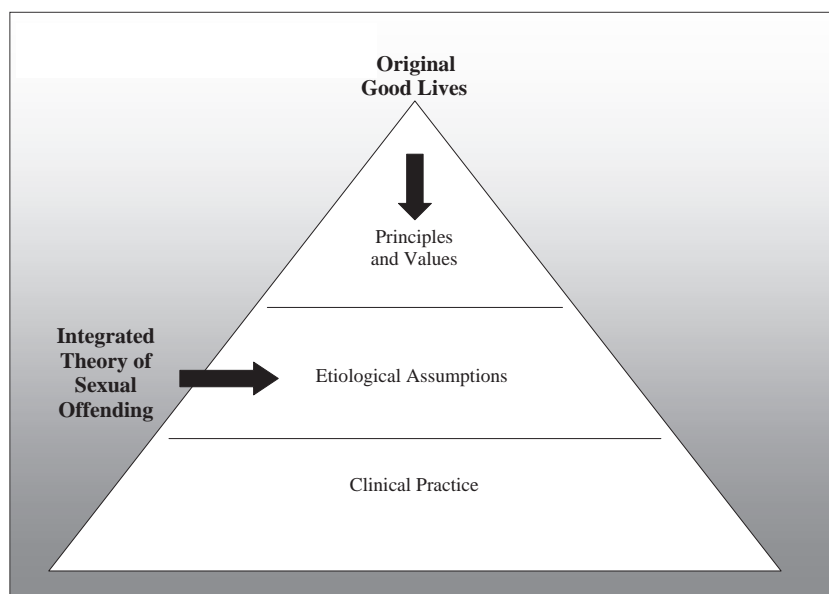 Original
Good Lives
Principles
and Values
Integrated
Theory of
Sexual
Offending
Etiological Assumptions
Clinical Practice